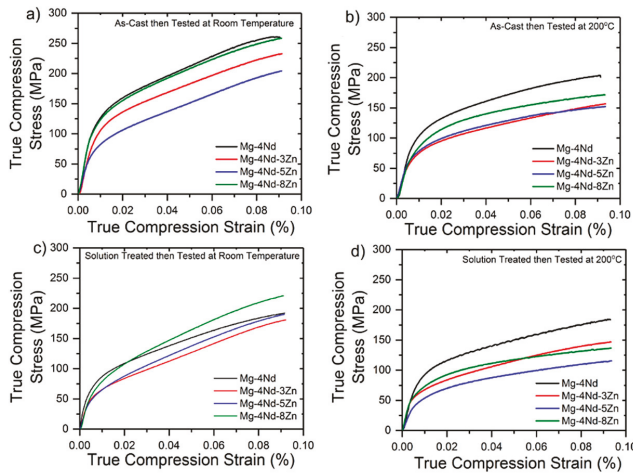 a)
As-Cast then Tested at Room Temperature
True Compression
Stress (MPa)
300
250
200
150
100
50
0
Mg-4Nd
Mg-4Nd-3Zn
Mg-4Nd-5Zn
Mg-4Nd-8Zn
0.00 0.02 0.04 0.06 0.08 0.10
True Compression Strain (%)
b)
As-Cast then Tested at 200°C
True Compression
Stress (MPa)
300
250
200
150
100
50
0
Mg-4Nd
Mg-4Nd-3Zn
Mg-4Nd-5Zn
Mg-4Nd-8Zn
0.00 0.02 0.04 0.06 0.08 0.10
True Compression Strain (%)
c)
Solution Treated then Tested at Room Temperature
True Compression
Stress (MPa)
300
250
200
150
100
50
0
Mg-4Nd
Mg-4Nd-3Zn
Mg-4Nd-5Zn
Mg-4Nd-8Zn
0.00 0.02 0.04 0.06 0.08 0.10
True Compression Strain (%)
d)
Solution Treated then Tested at 200°C
True Compression
Stress (MPa)
300
250
200
150
100
50
0
Mg-4Nd
Mg-4Nd-3Zn
Mg-4Nd-5Zn
Mg-4Nd-8Zn
0.00 0.02 0.04 0.06 0.08 0.10
True Compression Strain (%)